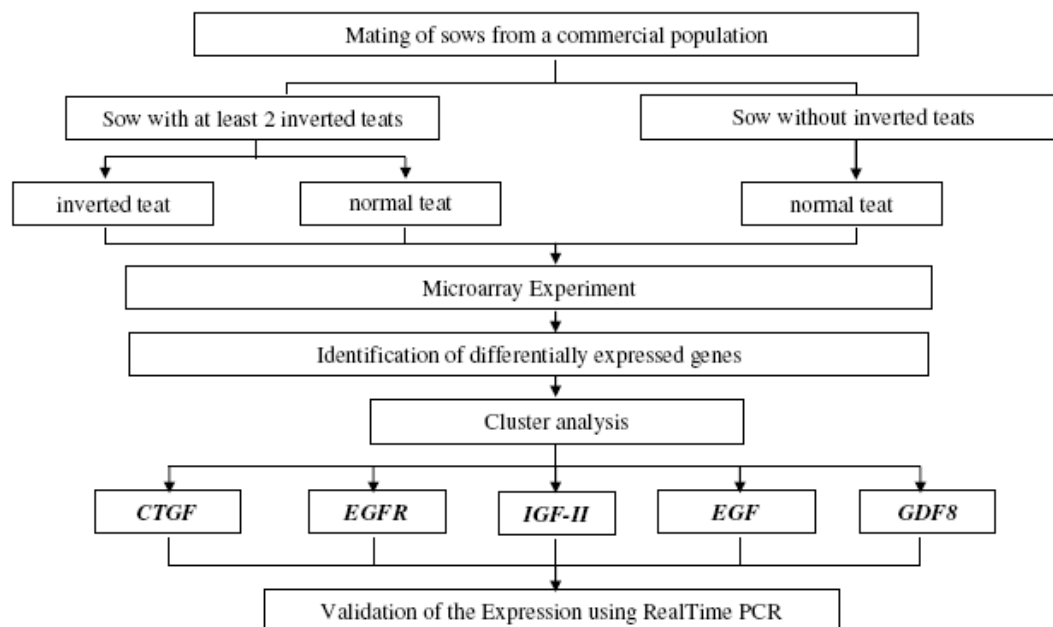 Mating of sows from a commercial population
Sow with at least 2 inverted teats
Sow without inverted teats
inverted teat
normal teat
normal teat
Microarray Experiment
Identification of differentially expressed genes
Cluster analysis
CTGF
EGFR
IGF-II
EGF
GDF8
Validation of the Expression using RealTime PCR